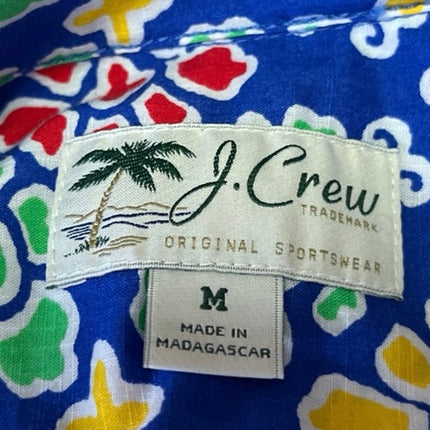 J.Crew
TRADEMARK
ORIGINAL SPORTSWEAR
M
MADE IN
MADAGASCAR